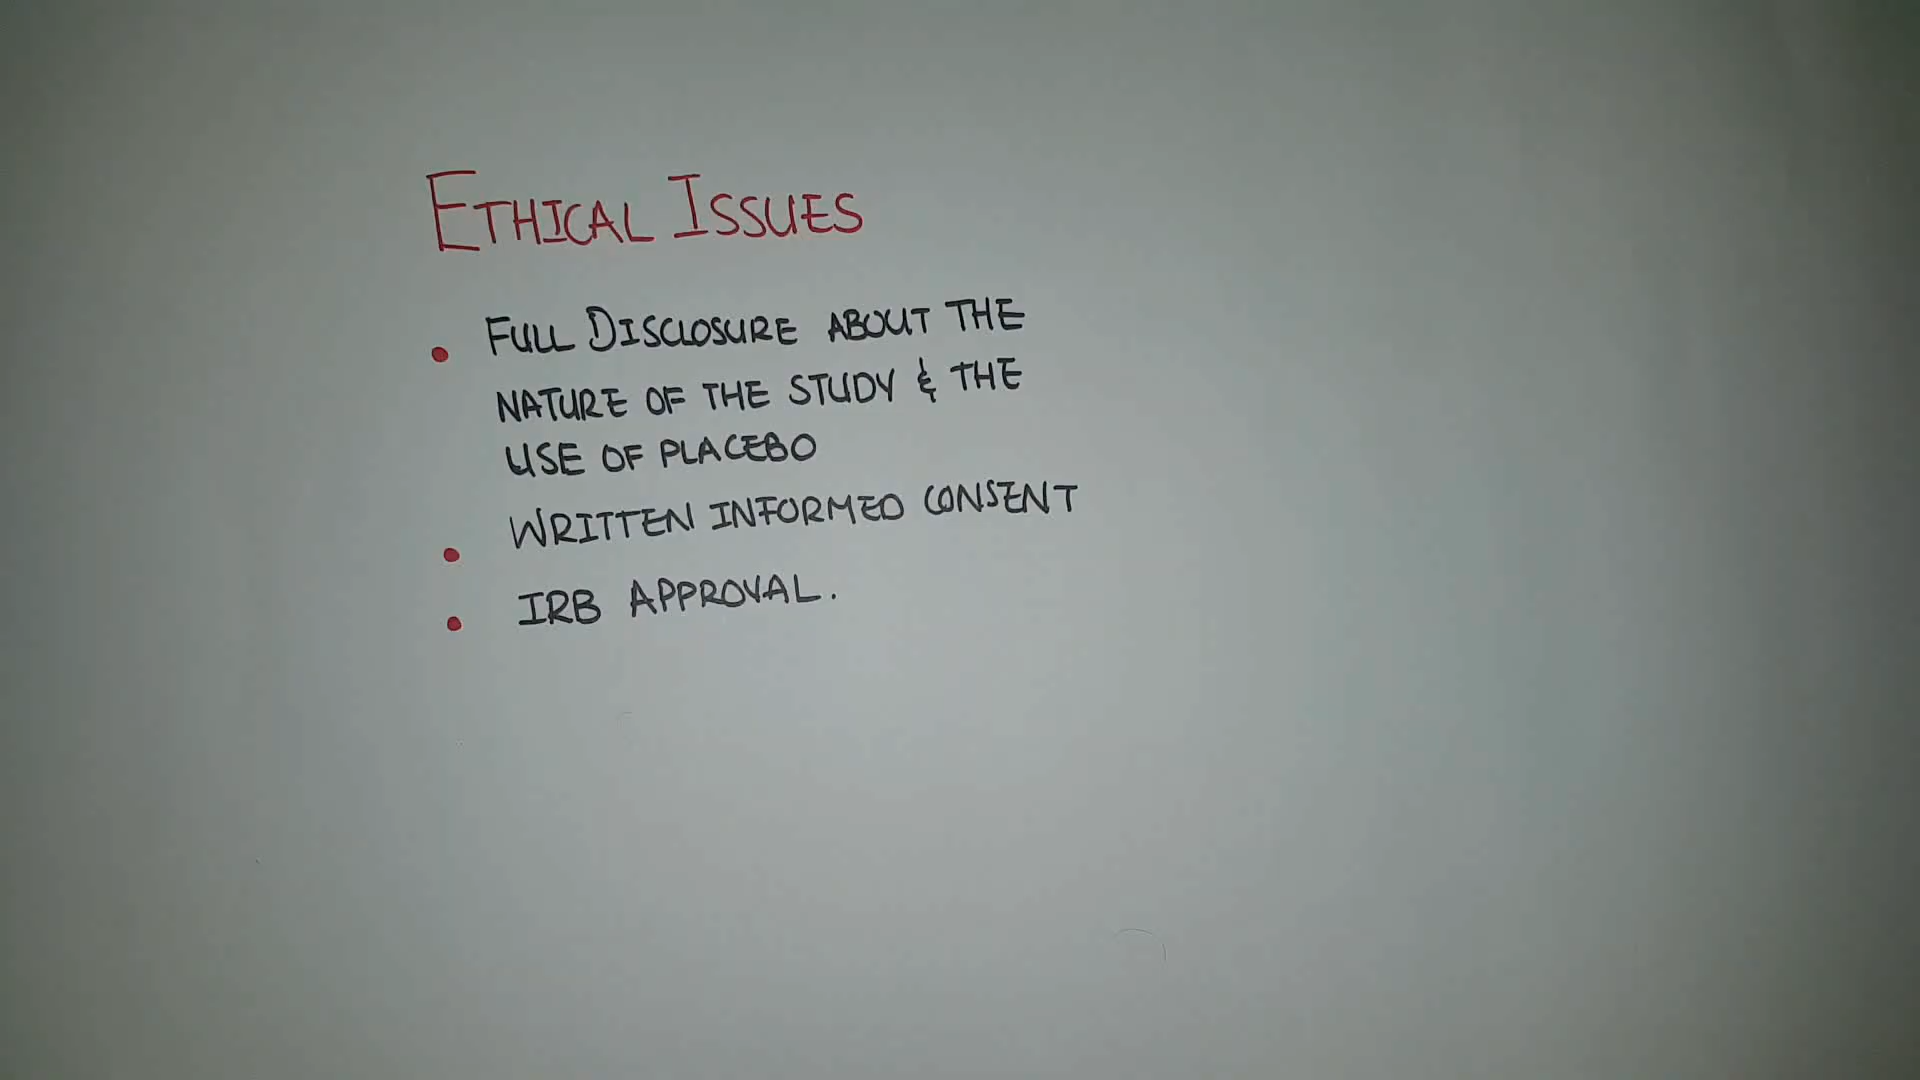 ETHICAL ISSUES
• FULL DISCLOSURE ABOUT THE
NATURE OF THE STUDY & THE
USE OF PLACEBO
• WRITTEN INFORMED CONSENT
• IRB APPROVAL.